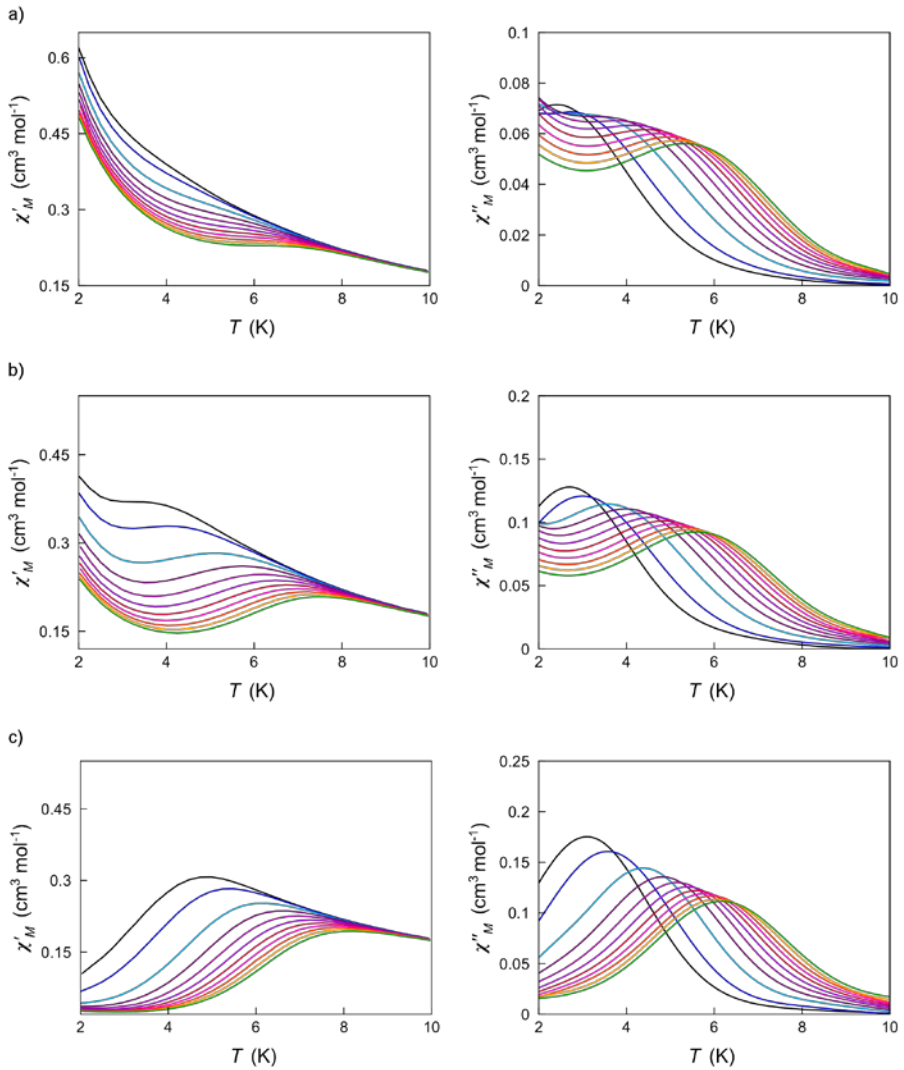 a)
0.6
0.45
0.3
0.15
χ′M (cm³ mol⁻¹)
2 4 6 8 10
T (K)
0.1
0.08
0.06
0.04
0.02
0
χ″M (cm³ mol⁻¹)
2 4 6 8 10
T (K)
b)
0.45
0.3
0.15
χ′M (cm³ mol⁻¹)
2 4 6 8 10
T (K)
0.2
0.15
0.1
0.05
0
χ″M (cm³ mol⁻¹)
2 4 6 8 10
T (K)
c)
0.45
0.3
0.15
χ′M (cm³ mol⁻¹)
2 4 6 8 10
T (K)
0.25
0.2
0.15
0.1
0.05
0
χ″M (cm³ mol⁻¹)
2 4 6 8 10
T (K)